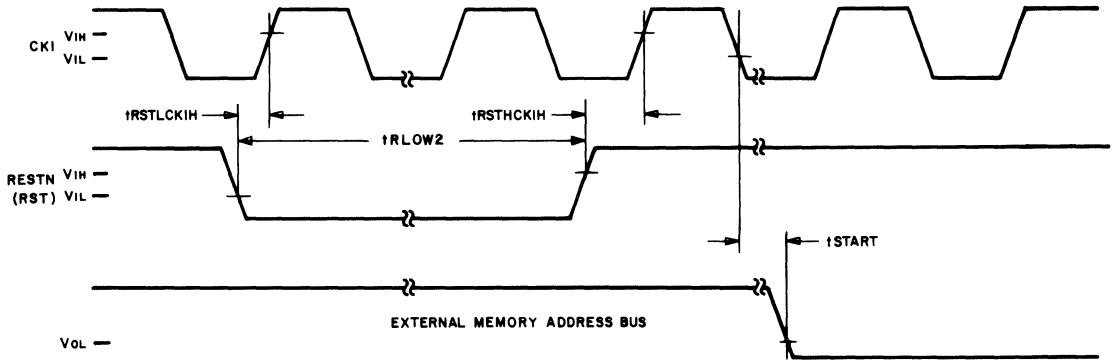 CKI VIH
VIL
tRSTLCKIH
tRSTHCKIH
tRLOW2
RESTN VIH
(RST) VIL
tSTART
EXTERNAL MEMORY ADDRESS BUS
VOL